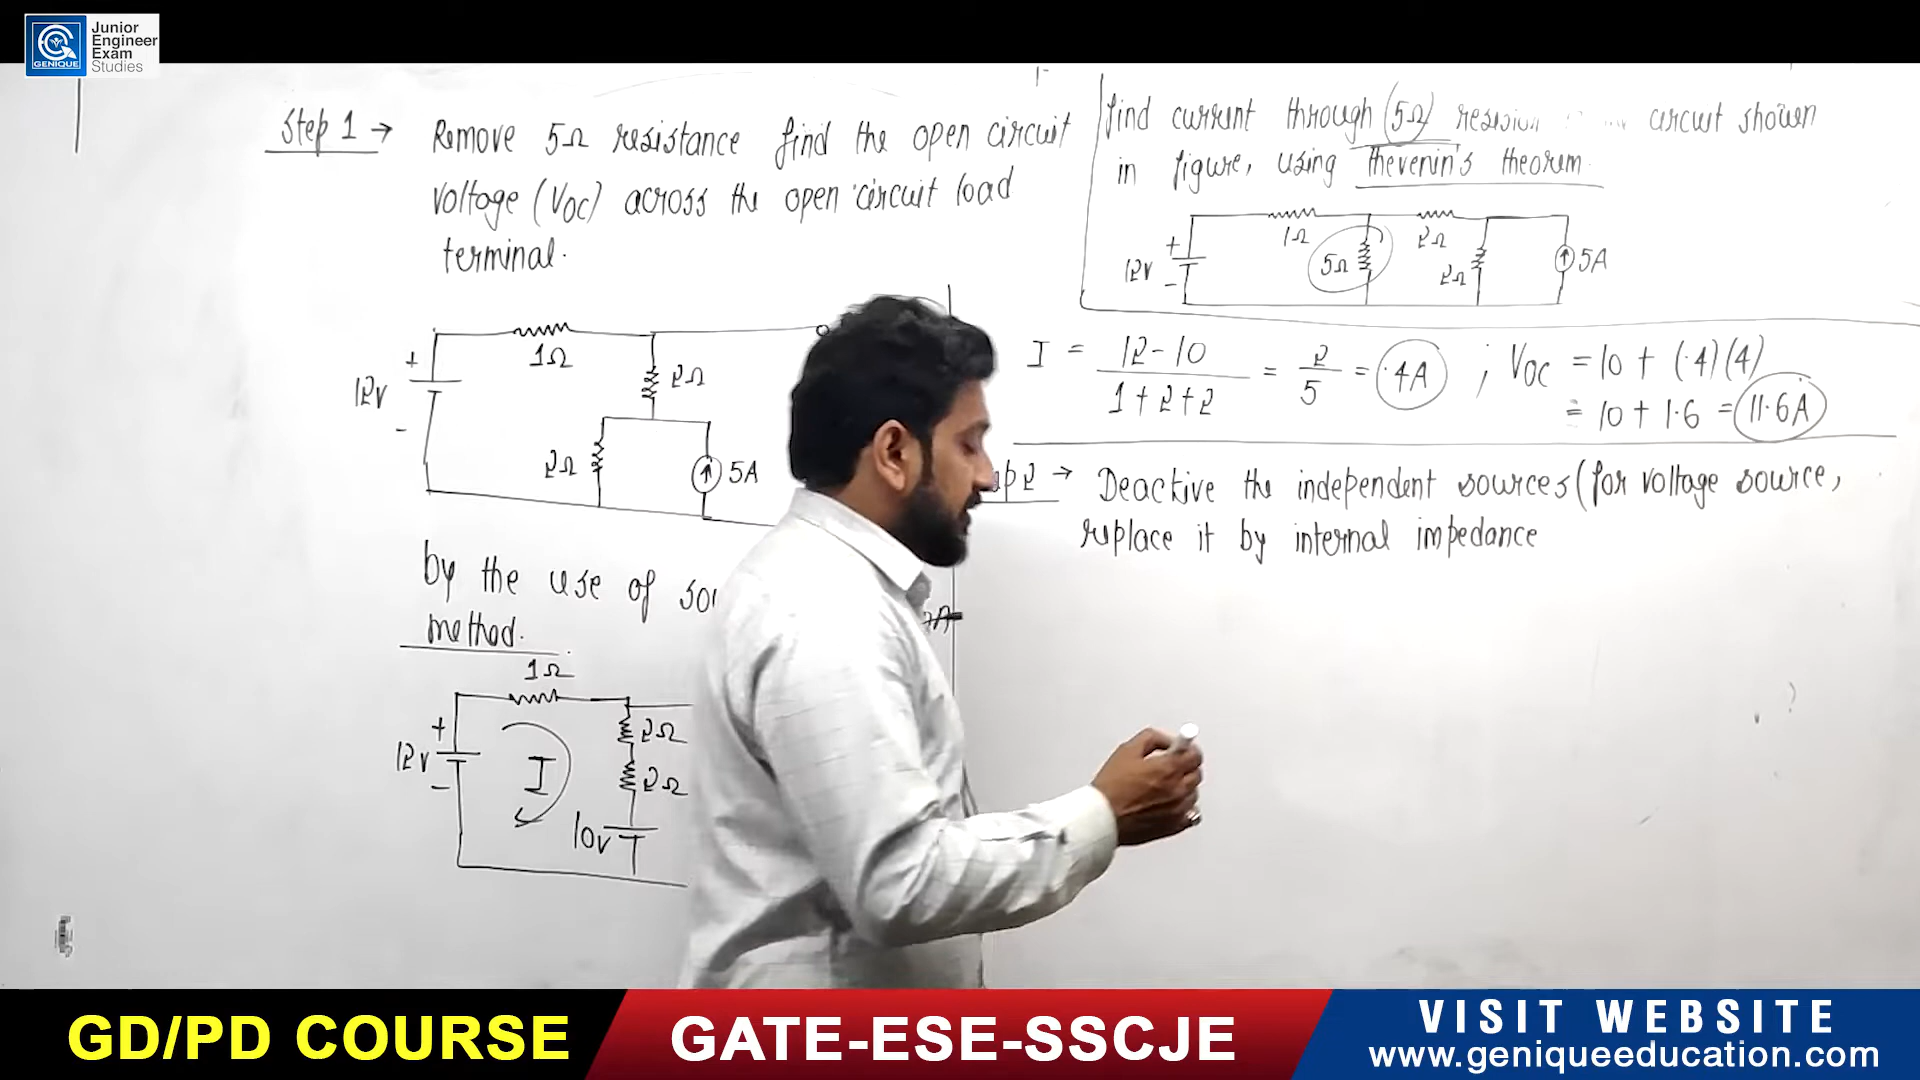 Junior
Engineer
Exam
Studies
GENIQUE
Step 1 → Remove 5Ω resistance find the open circuit
voltage (VOC) across the open circuit load
terminal.
1Ω
+
12v
-
2Ω
2Ω
5A
by the use of
method.
1Ω
+
12v
-
I
2Ω
2Ω
10v
find current through (5Ω) circuit shown
in figure, using thevenin's theorem.
1Ω
2Ω
+
12v
-
5Ω
2Ω
5A
I = 12-10 / 1+2+2 = 2/5 = .4A ; VOC = 10 + (.4)(4)
= 10 + 1.6 = 11.6A
2 → Deactive the independent sources (for voltage source,
replace it by internal impedance
GD/PD COURSE
GATE-ESE-SSCJE
VISIT WEBSITE
www.geniqueeducation.com